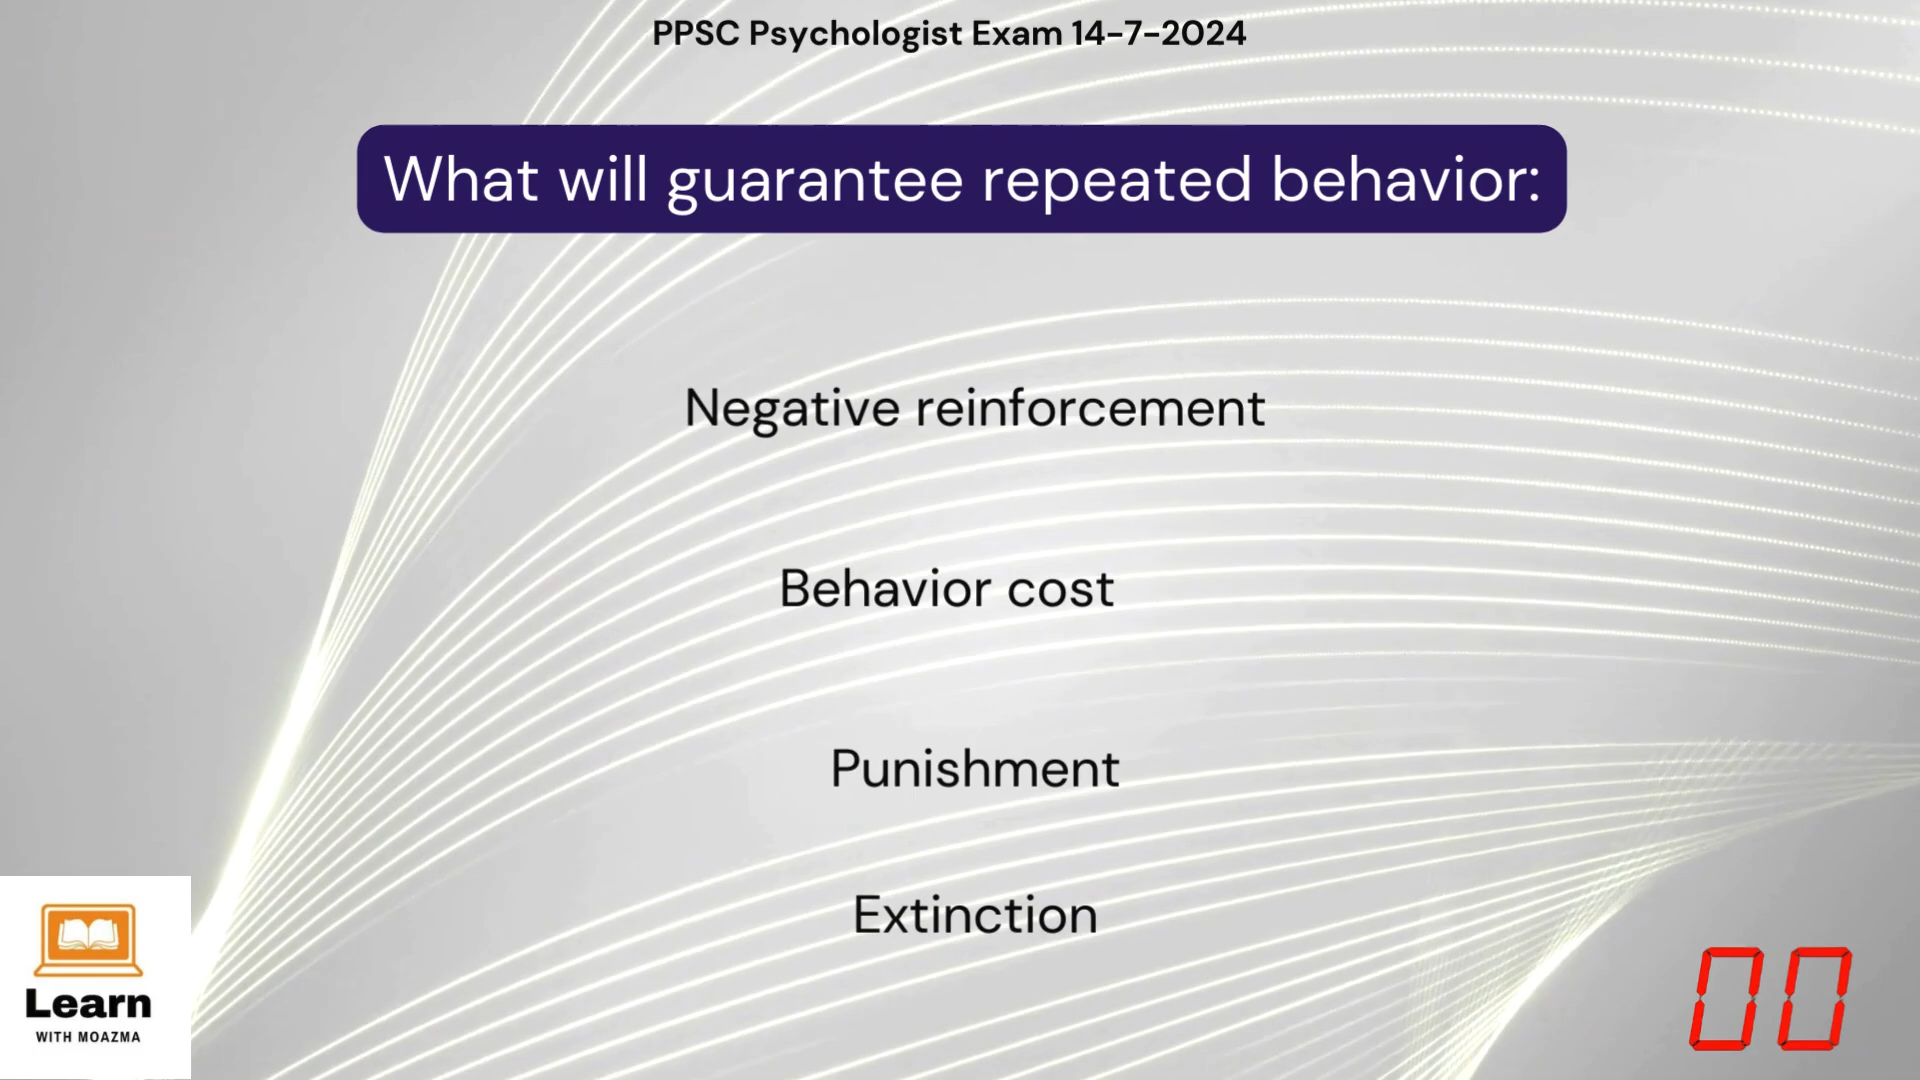 PPSC Psychologist Exam 14-7-2024
What will guarantee repeated behavior:
Negative reinforcement
Behavior cost
Punishment
Extinction
Learn
WITH MOAZMA
00